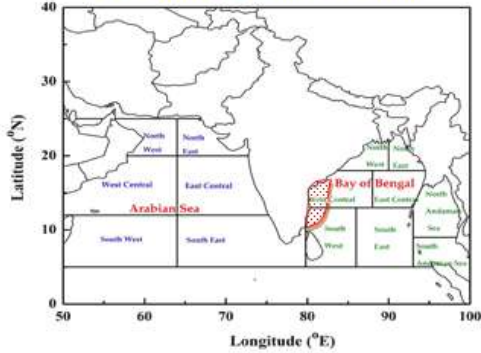 40
30
20
10
0
Latitude (°N)
North
West
North
East
West Central
East Central
Arabian Sea
South West
South East
North
West
North
East
Bay of Bengal
West Central
East Central
South
West
South
East
North
Andaman
Sea
South
Andaman Sea
50
60
70
80
90
100
Longitude (°E)